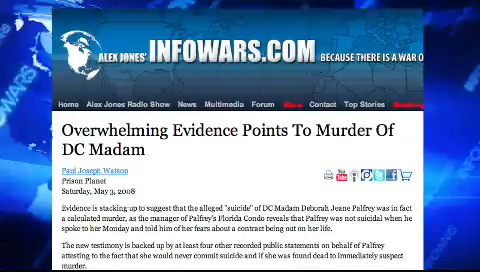 ALEX JONES' INFOWARS.COM BECAUSE THERE IS A WAR O
Home Alex Jones Radio Show News Multimedia Forum Store Contact Top Stories
Overwhelming Evidence Points To Murder Of
DC Madam
Paul Joseph Watson
Prison Planet
Saturday, May 3, 2008
You Tube
Evidence is stacking up to suggest that the alleged "suicide" of DC Madam Deborah Jeane Palfrey was in fact
a calculated murder, as the manager of Palfrey's Florida Condo reveals that Palfrey was not suicidal when he
spoke to her Monday and told him of her fears about a contract being out on her life.
The new testimony is backed up by at least four other recorded public statements on behalf of Palfrey
attesting to the fact that she would never commit suicide and if she was found dead to immediately suspect
murder.